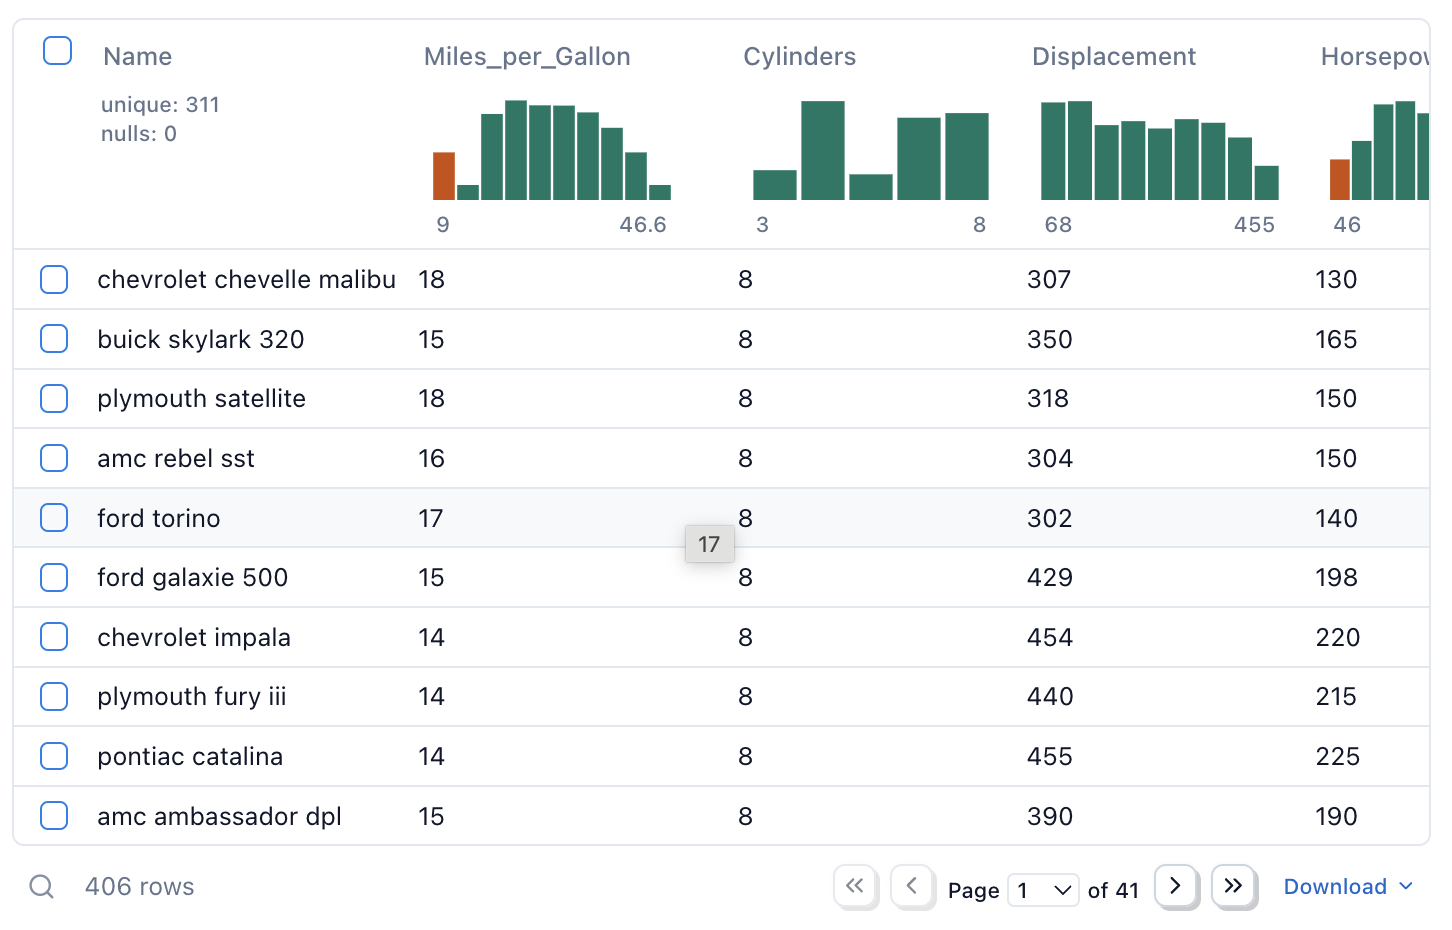 Name Miles_per_Gallon Cylinders Displacement Horsepow
unique: 311
nulls: 0
9 46.6 3 8 68 455 46
chevrolet chevelle malibu 18 8 307 130
buick skylark 320 15 8 350 165
plymouth satellite 18 8 318 150
amc rebel sst 16 8 304 150
ford torino 17 8 302 140
17
ford galaxie 500 15 8 429 198
chevrolet impala 14 8 454 220
plymouth fury iii 14 8 440 215
pontiac catalina 14 8 455 225
amc ambassador dpl 15 8 390 190
406 rows Page 1 of 41 Download